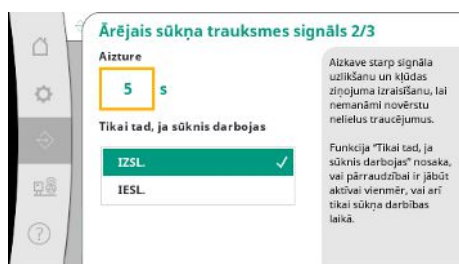 Ārējais sūkņa trauksmes signāls 2/3
Aizture
5 s
Tikai tad, ja sūknis darbojas
IZSL.
IESL.
Aizkave starp signāla
uzlikšanu un kļūdas
ziņojuma izraisīšanu, lai
nemanāmi novērstu
nelielus traucējumus.
Funkcija "Tikai tad, ja
sūknis darbojas" nosaka,
vai pārraudzībai ir jābūt
aktīvai vienmēr, vai arī
tikai sūkņa darbības
laikā.